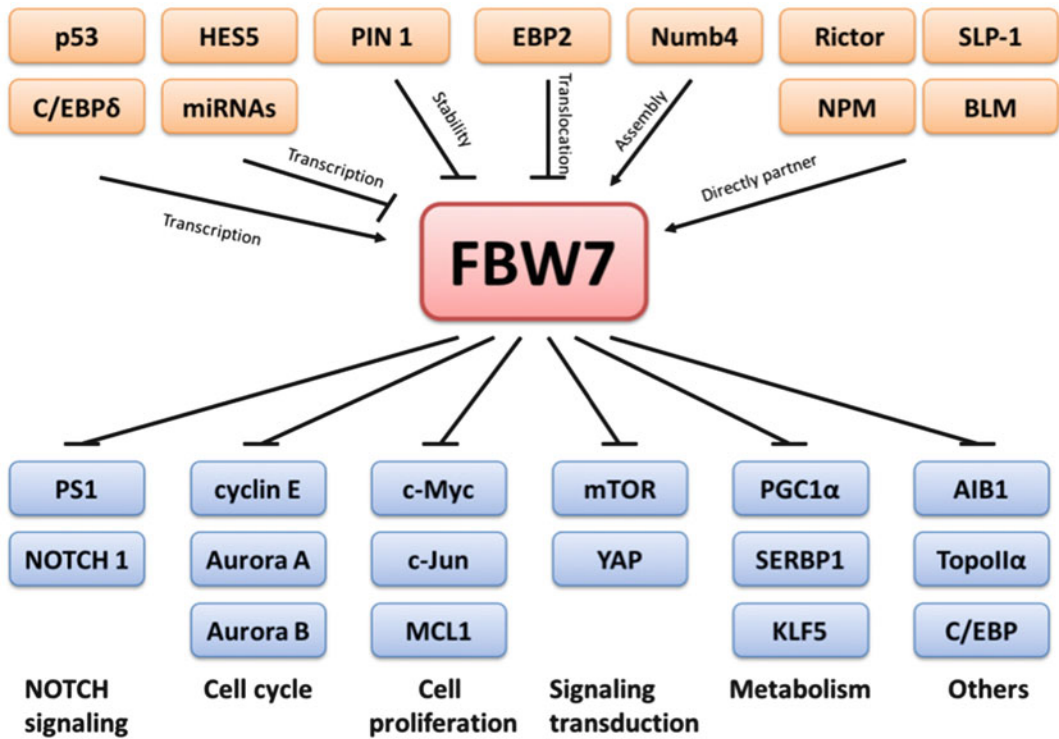 p53
HES5
PIN 1
EBP2
Numb4
Rictor
SLP-1
C/EBPδ
miRNAs
NPM
BLM
Stability
Translocation
Assembly
Transcription
Directly partner
Transcription
FBW7
PS1
cyclin E
c-Myc
mTOR
PGC1α
AIB1
NOTCH 1
Aurora A
c-Jun
YAP
SERBP1
TopoIIα
Aurora B
MCL1
KLF5
C/EBP
NOTCH
signaling
Cell cycle
Cell
proliferation
Signaling
transduction
Metabolism
Others